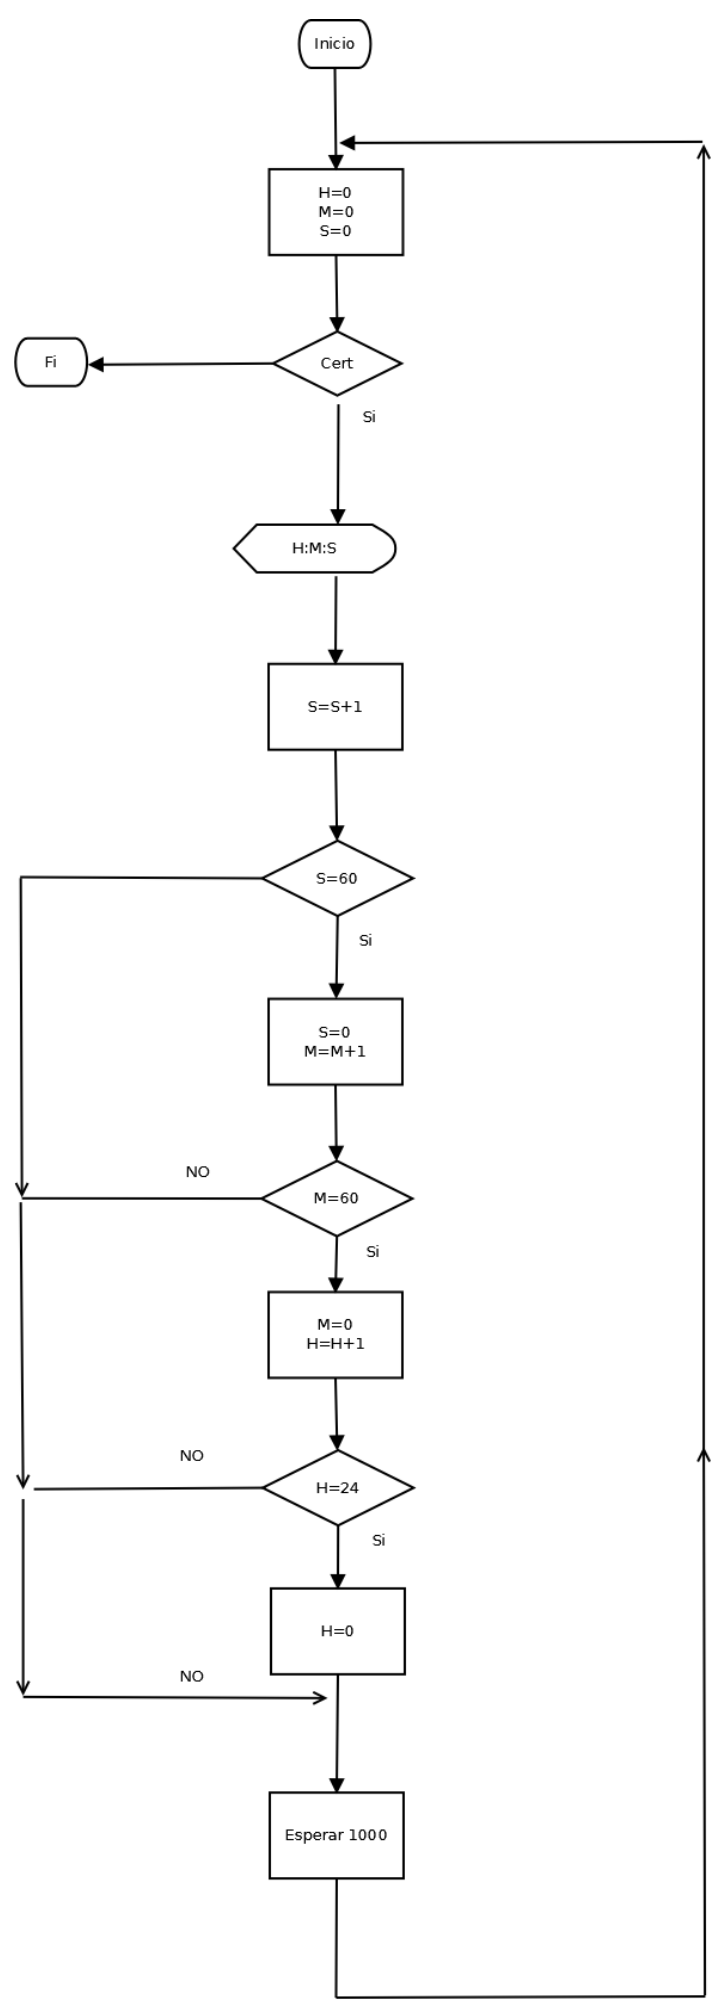 Inicio
H=0
M=0
S=0
Fi
Cert
Si
H:M:S
S=S+1
S=60
Si
S=0
M=M+1
NO
M=60
Si
M=0
H=H+1
NO
H=24
Si
H=0
NO
Esperar 1000